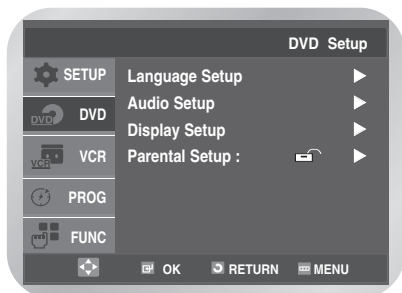 DVD Setup
SETUP
DVD
DVD
VCR
VCR
PROG
FUNC
Language Setup
Audio Setup
Display Setup
Parental Setup :
OK
RETURN
MENU